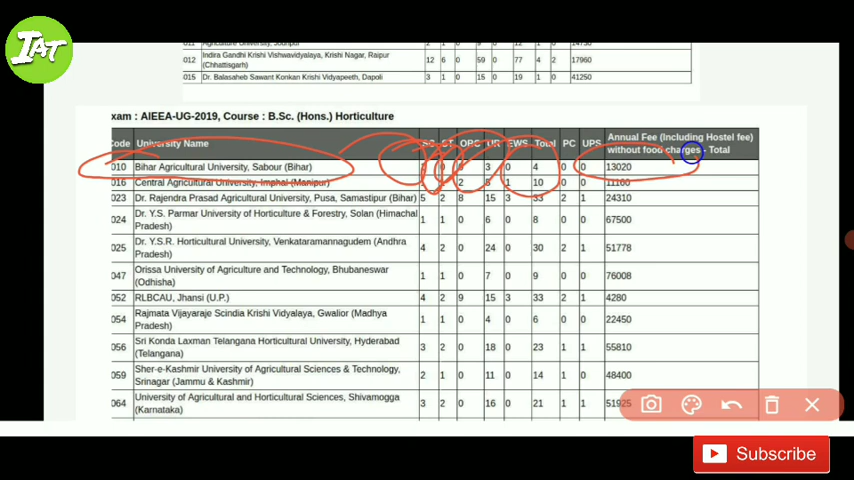 IAT
012 Indira Gandhi Krishi Vishwavidyalaya, Krishi Nagar, Raipur 12 6 0 59 0 77 4 2 17960
(Chhattisgarh)
015 Dr. Balasaheb Sawant Konkan Krishi Vidyapeeth, Dapoli 3 1 0 15 0 19 1 0 41250
xam : AIEEA-UG-2019, Course : B.Sc. (Hons.) Horticulture
Code University Name SC ST OBC UR EWS Total PC UPS Annual Fee (Including Hostel fee)
without food charges - Total
010 Bihar Agricultural University, Sabour (Bihar) 0 3 0 4 0 0 13020
016 Central Agricultural University, Imphal (Manipur) 2 1 10 0 0 11160
023 Dr. Rajendra Prasad Agricultural University, Pusa, Samastipur (Bihar) 5 2 8 15 3 33 2 1 24310
024 Dr. Y.S. Parmar University of Horticulture & Forestry, Solan (Himachal 1 1 0 6 0 8 0 0 67500
Pradesh)
025 Dr. Y.S.R. Horticultural University, Venkataramannagudem (Andhra 4 2 0 24 0 30 2 1 51778
Pradesh)
047 Orissa University of Agriculture and Technology, Bhubaneswar 1 1 0 7 0 9 0 0 76008
(Odhisha)
052 RLBCAU, Jhansi (U.P.) 4 2 9 15 3 33 2 1 4280
054 Rajmata Vijayaraje Scindia Krishi Vidyalaya, Gwalior (Madhya 1 1 0 4 0 6 0 0 22450
Pradesh)
056 Sri Konda Laxman Telangana Horticultural University, Hyderabad 3 2 0 18 0 23 1 1 55810
(Telangana)
059 Sher-e-Kashmir University of Agricultural Sciences & Technology, 2 1 0 11 0 14 1 0 48400
Srinagar (Jammu & Kashmir)
064 University of Agricultural and Horticultural Sciences, Shivamogga 3 2 0 16 0 21 1 1 51925
(Karnataka)
Subscribe